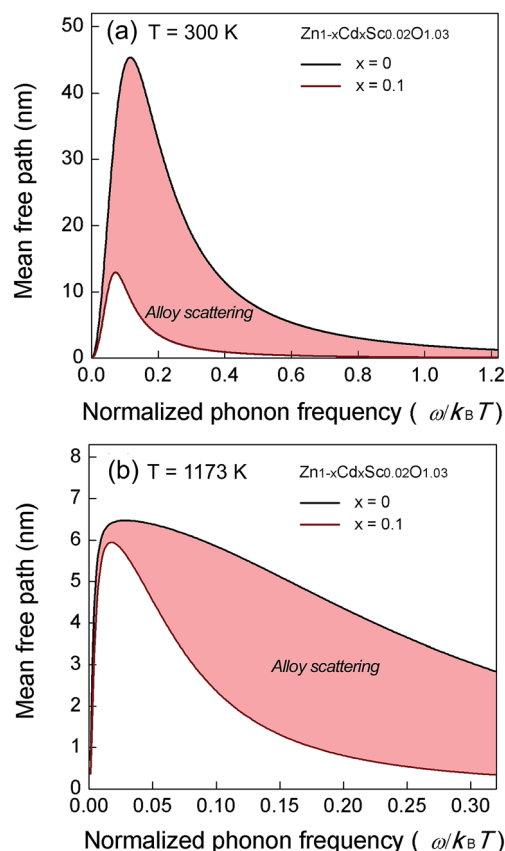 (a) T = 300 K
Zn1-xCdxSc0.02O1.03
x = 0
x = 0.1
50
40
30
20
10
0
Mean free path (nm)
Alloy scattering
0.0 0.2 0.4 0.6 0.8 1.0 1.2
Normalized phonon frequency ( ω/kBT)
(b) T = 1173 K
Zn1-xCdxSc0.02O1.03
x = 0
x = 0.1
8
7
6
5
4
3
2
1
0
Mean free path (nm)
Alloy scattering
0.00 0.05 0.10 0.15 0.20 0.25 0.30
Normalized phonon frequency ( ω/kBT)